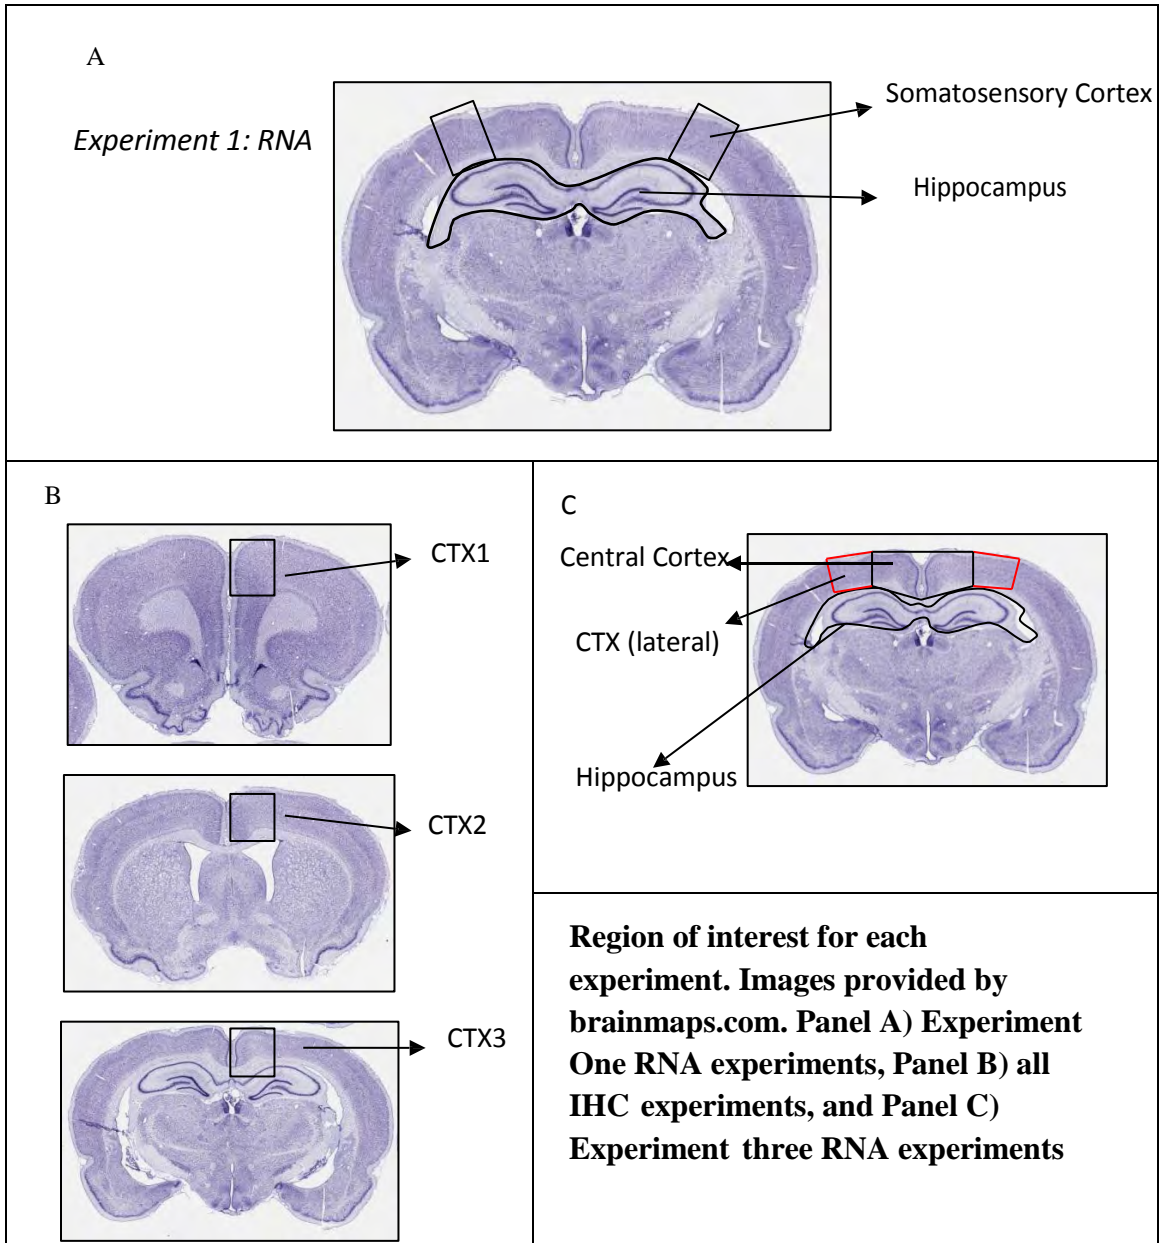 A
Experiment 1: RNA
Somatosensory Cortex
Hippocampus
B
CTX1
CTX2
CTX3
C
Central Cortex
CTX (lateral)
Hippocampus
Region of interest for each
experiment. Images provided by
brainmaps.com. Panel A) Experiment
One RNA experiments, Panel B) all
IHC experiments, and Panel C)
Experiment three RNA experiments